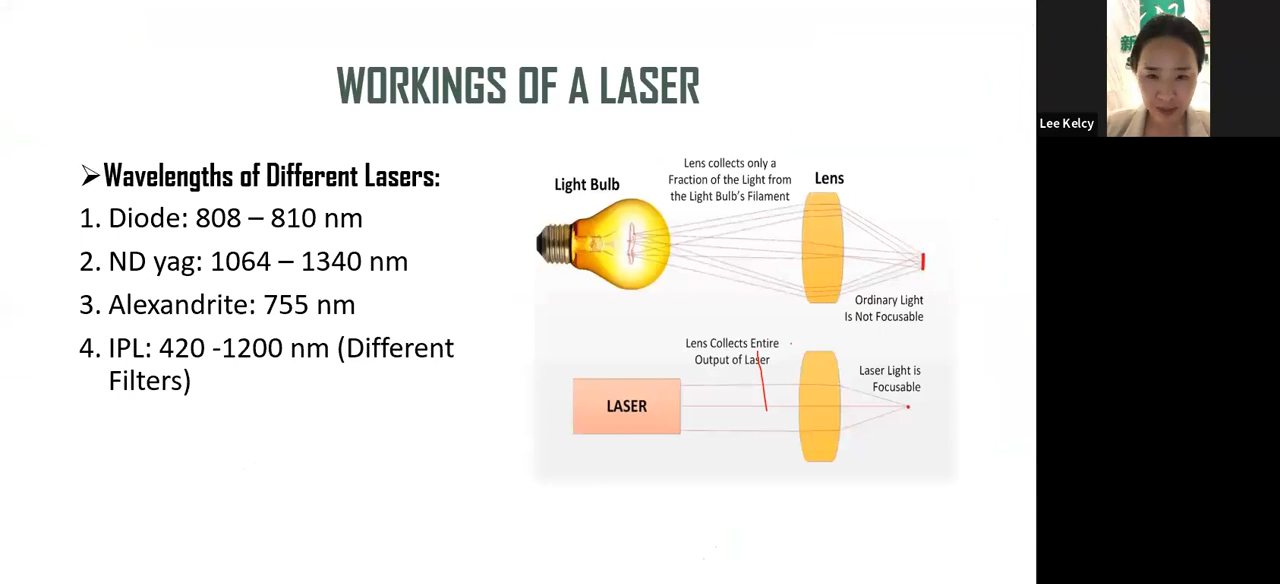 WORKINGS OF A LASER
➢Wavelengths of Different Lasers:
1. Diode: 808 – 810 nm
2. ND yag: 1064 – 1340 nm
3. Alexandrite: 755 nm
4. IPL: 420 -1200 nm (Different
Filters)
Light Bulb
Lens collects only a
Fraction of the Light from
the Light Bulb's Filament
Lens
Ordinary Light
Is Not Focusable
Lens Collects Entire
Output of Laser
LASER
Laser Light is
Focusable
新
Lee Kelcy